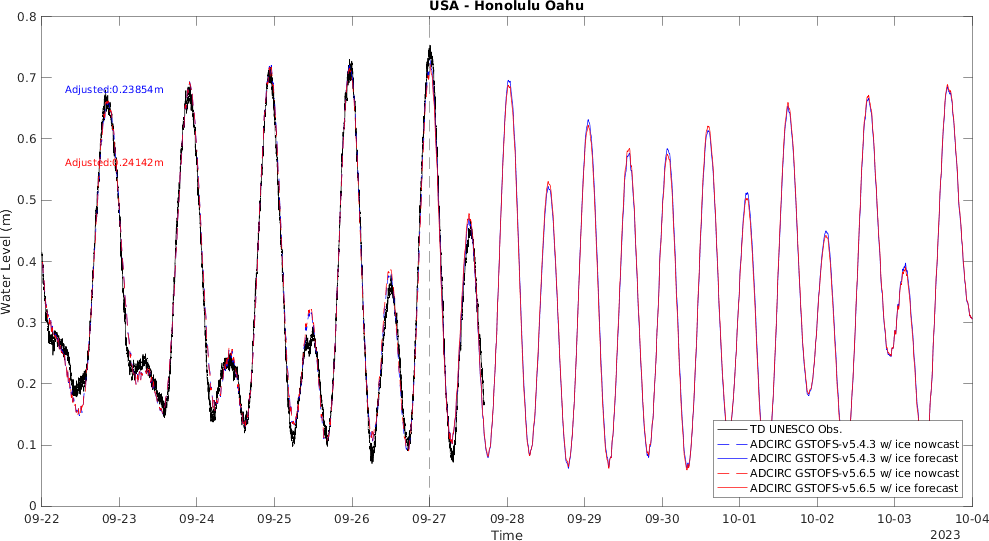 USA - Honolulu Oahu
0.8
0.7
0.6
0.5
0.4
0.3
0.2
0.1
0
Water Level (m)
Adjusted:0.23854m
Adjusted:0.24142m
TD UNESCO Obs.
ADCIRC GSTOFS-v5.4.3 w/ ice nowcast
ADCIRC GSTOFS-v5.4.3 w/ ice forecast
ADCIRC GSTOFS-v5.6.5 w/ ice nowcast
ADCIRC GSTOFS-v5.6.5 w/ ice forecast
09-22 09-23 09-24 09-25 09-26 09-27 09-28 09-29 09-30 10-01 10-02 10-03 10-04
Time
2023